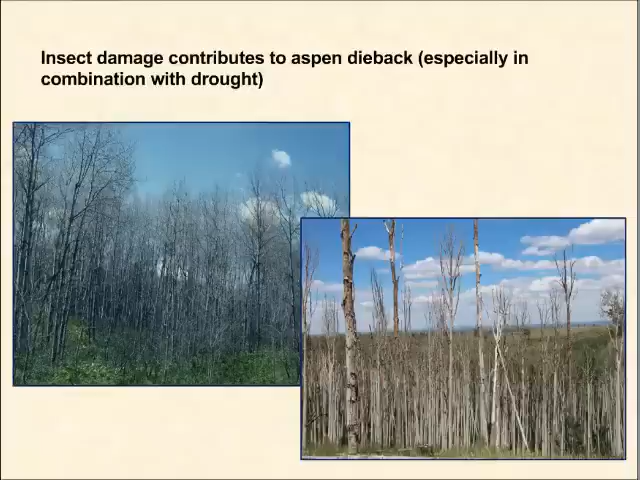 Insect damage contributes to aspen dieback (especially in
combination with drought)